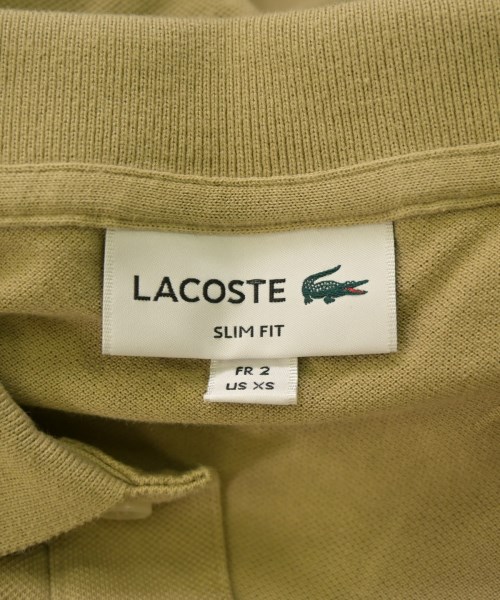 LACOSTE
SLIM FIT
FR 2
US XS